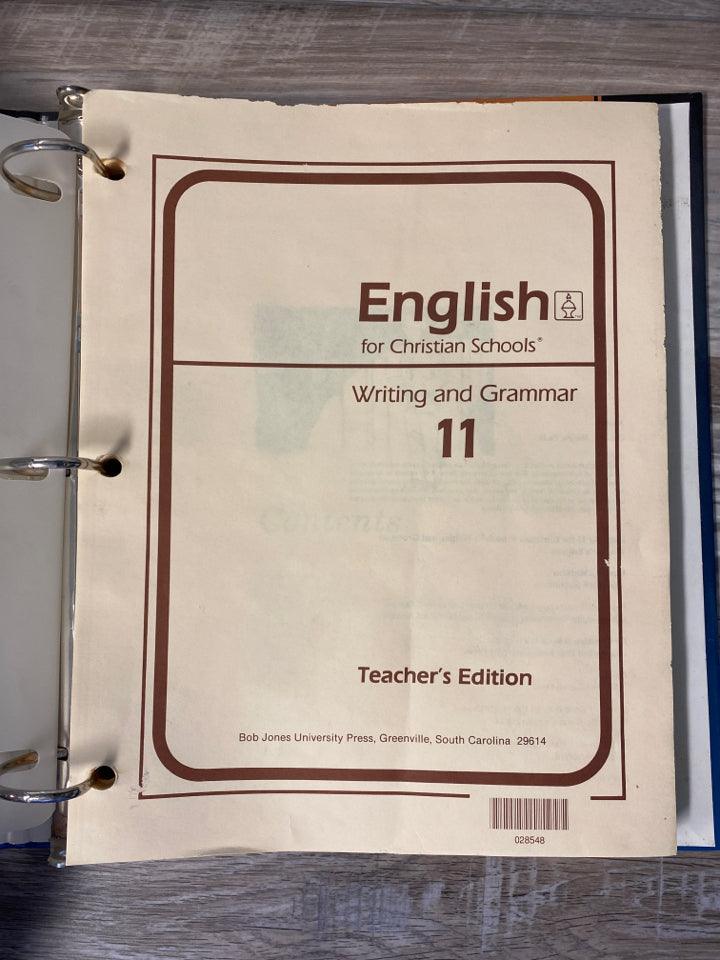 English
for Christian Schools®
Writing and Grammar
11
Contents
Teacher's Edition
Bob Jones University Press, Greenville, South Carolina 29614
028548